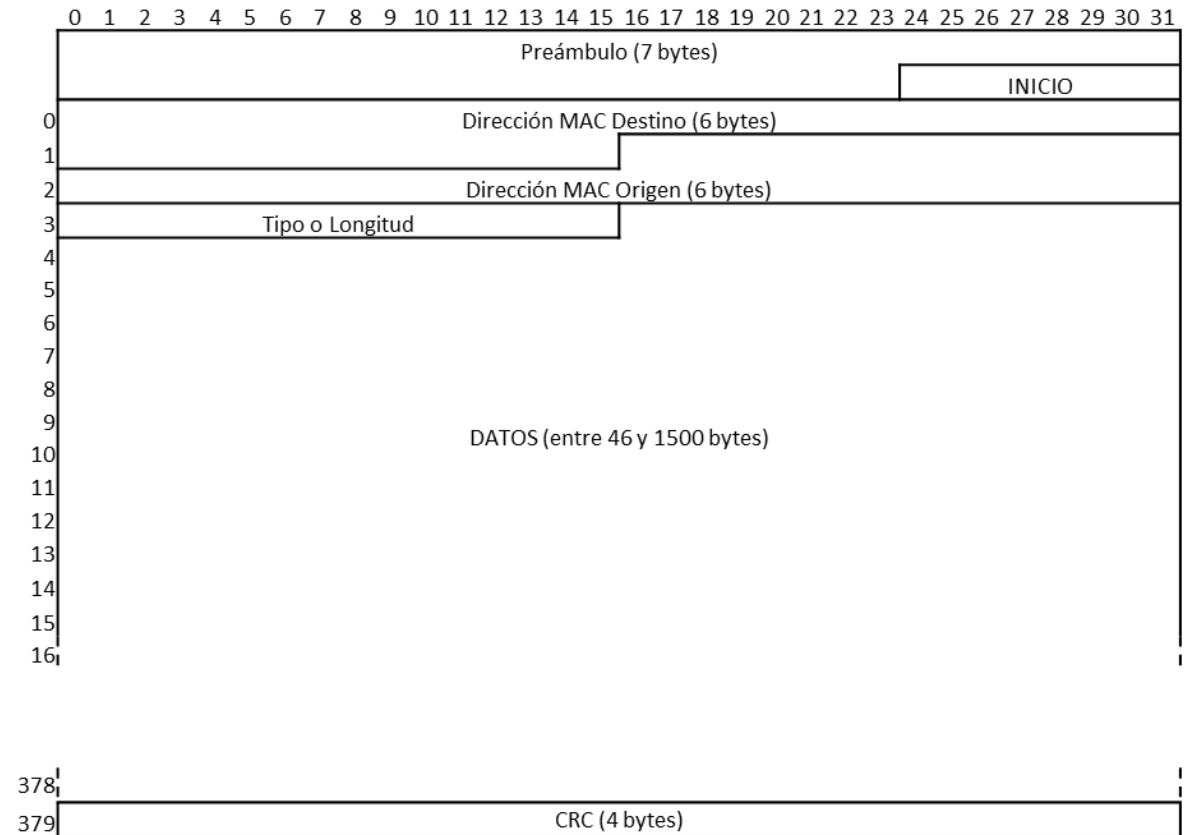 0 1 2 3 4 5 6 7 8 9 10 11 12 13 14 15 16 17 18 19 20 21 22 23 24 25 26 27 28 29 30 31
Preámbulo (7 bytes)
INICIO
0 Dirección MAC Destino (6 bytes)
1
2 Dirección MAC Origen (6 bytes)
3 Tipo o Longitud
4
5
6
7
8
9 DATOS (entre 46 y 1500 bytes)
10
11
12
13
14
15
16
378
379 CRC (4 bytes)